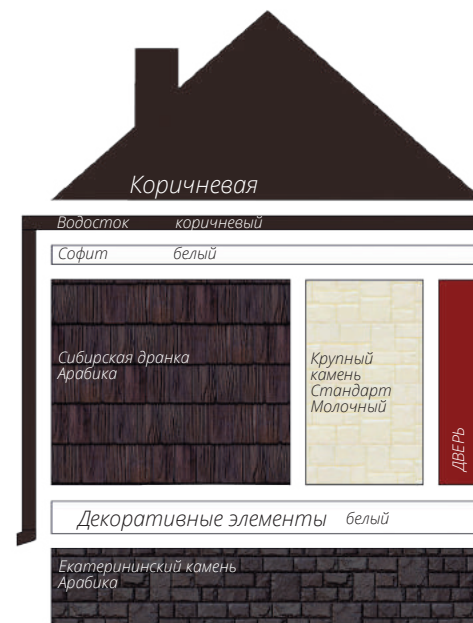 Коричневая
Водосток коричневый
Софит белый
Сибирская дранка
Арабика
Крупный
камень
Стандарт
Молочный
ДВЕРЬ
Декоративные элементы белый
Екатерининский камень
Арабика